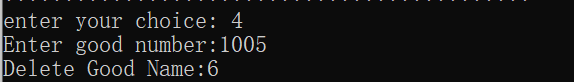 enter your choice: 4
Enter good number:1005
Delete Good Name:6